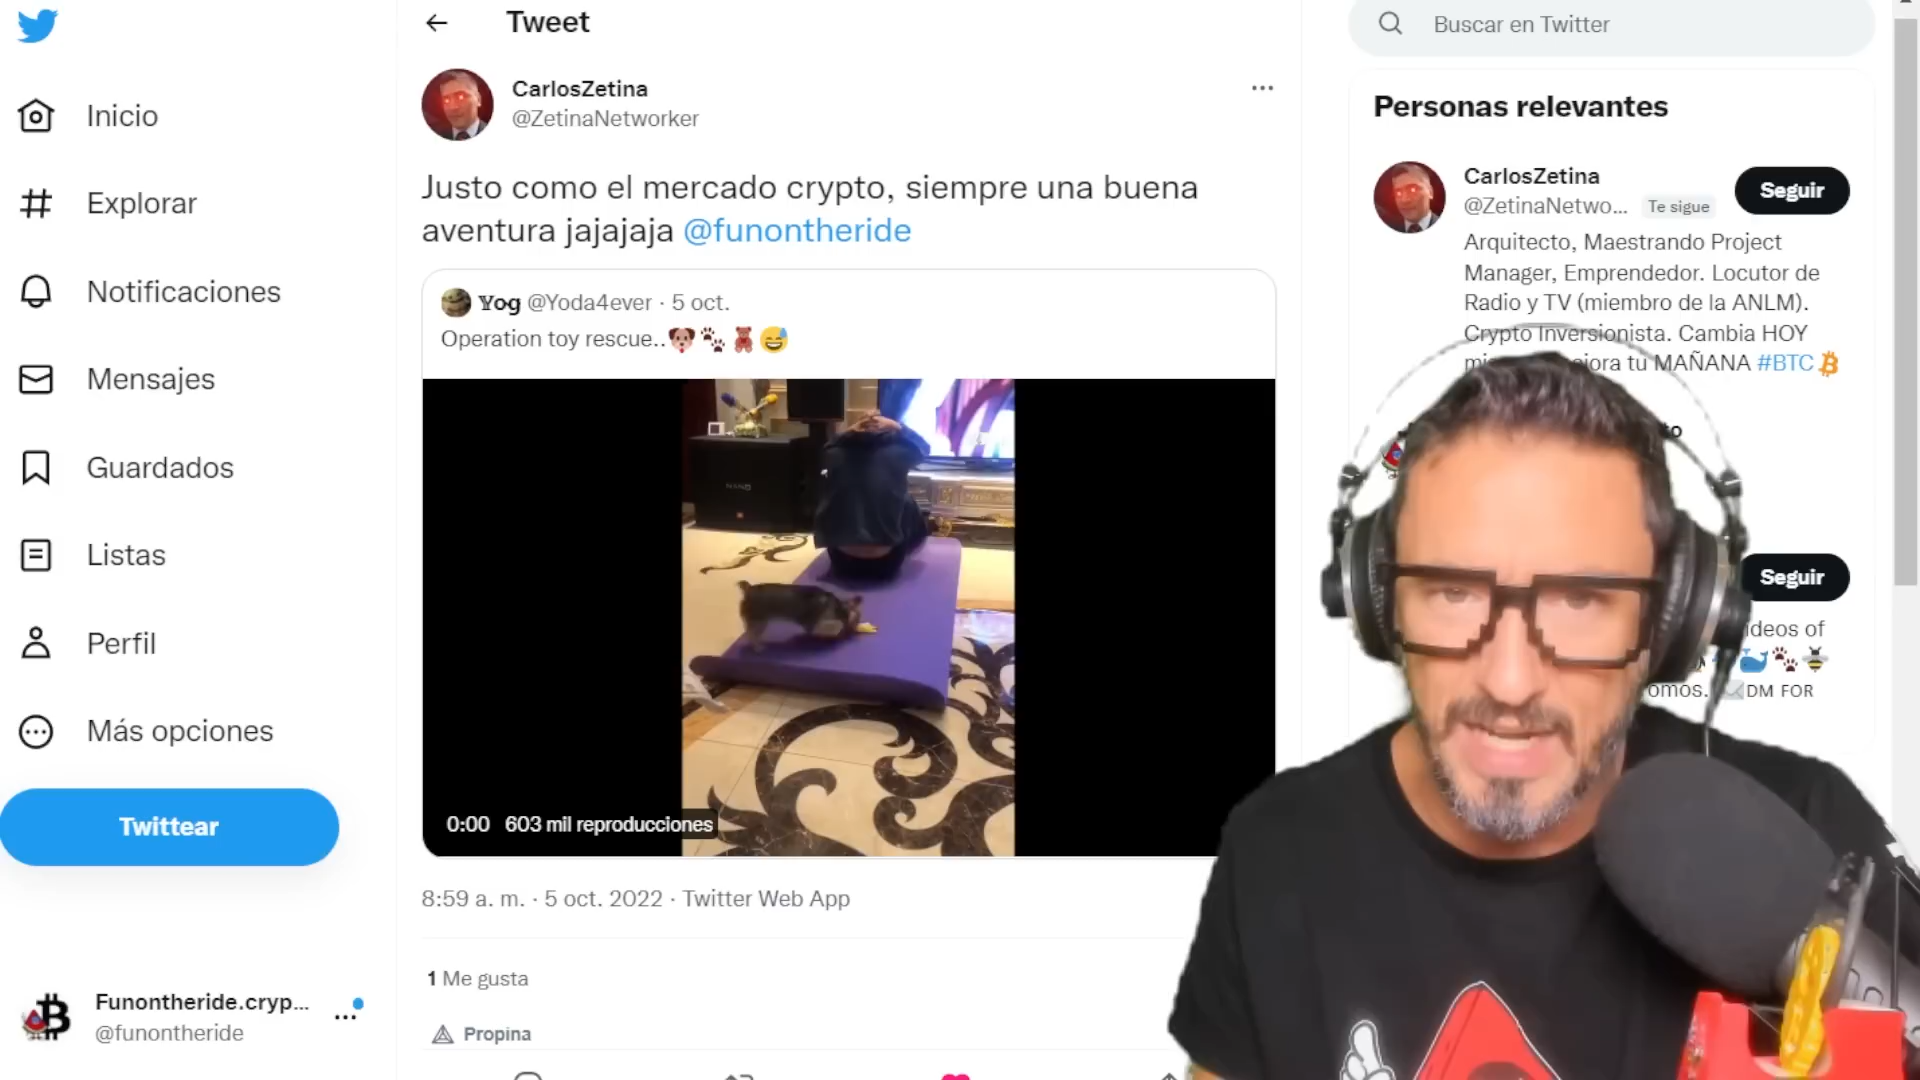 Tweet
Buscar en Twitter
Inicio
Explorar
Notificaciones
Mensajes
Guardados
Listas
Perfil
Más opciones
Twittear
Funontheride.cryp...
@funontheride
CarlosZetina
@ZetinaNetworker
Justo como el mercado crypto, siempre una buena
aventura jajajaja @funontheride
Yog @Yoda4ever · 5 oct.
Operation toy rescue..🐶🐾🧸😅
NANO
0:00 603 mil reproducciones
8:59 a. m. · 5 oct. 2022 · Twitter Web App
1 Me gusta
Propina
Personas relevantes
CarlosZetina
@ZetinaNetwo... Te sigue
Seguir
Arquitecto, Maestrando Project
Manager, Emprendedor. Locutor de
Radio y TV (miembro de la ANLM).
Crypto Inversionista. Cambia HOY
tu MAÑANA #BTC
Seguir
of
DM FOR